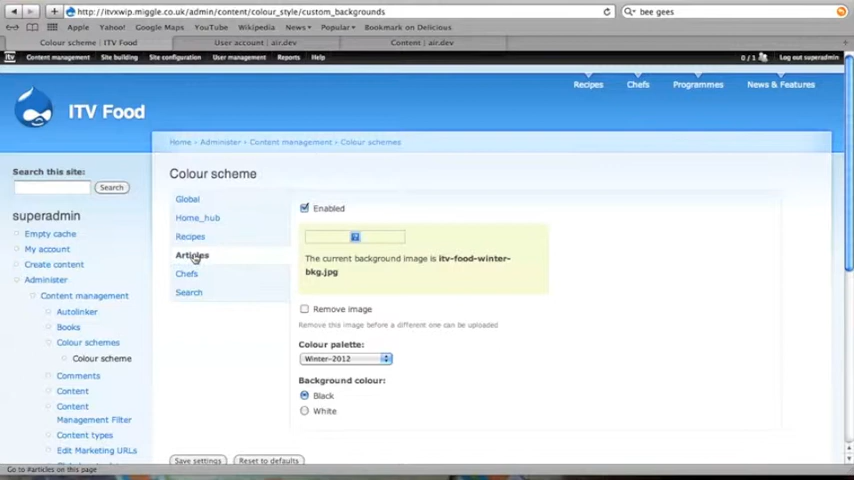 http://itvxwip.miggle.co.uk/admin/content/colour_style/custom_backgrounds
bee gees
Apple Yahoo! Google Maps YouTube Wikipedia News Popular Bookmark on Delicious
Colour scheme | ITV Food
User account | air.dev
Content | air.dev
itv Content management Site building Site configuration User management Reports Help
0 / 1
Log out superadmin
Recipes Chefs Programmes News & Features
ITV Food
Home » Administer » Content management » Colour schemes
Search this site:
Search
superadmin
Empty cache
My account
Create content
Administer
Content management
Autolinker
Books
Colour schemes
Colour scheme
Comments
Content
Content
Management Filter
Content types
Edit Marketing URLs
Colour scheme
Global
Home_hub
Recipes
Articles
Chefs
Search
Enabled
?
The current background image is itv-food-winter-
bkg.jpg
Remove image
Remove this image before a different one can be uploaded
Colour palette:
Winter-2012
Background colour:
Black
White
Save settings
Reset to defaults
Go to #articles on this page